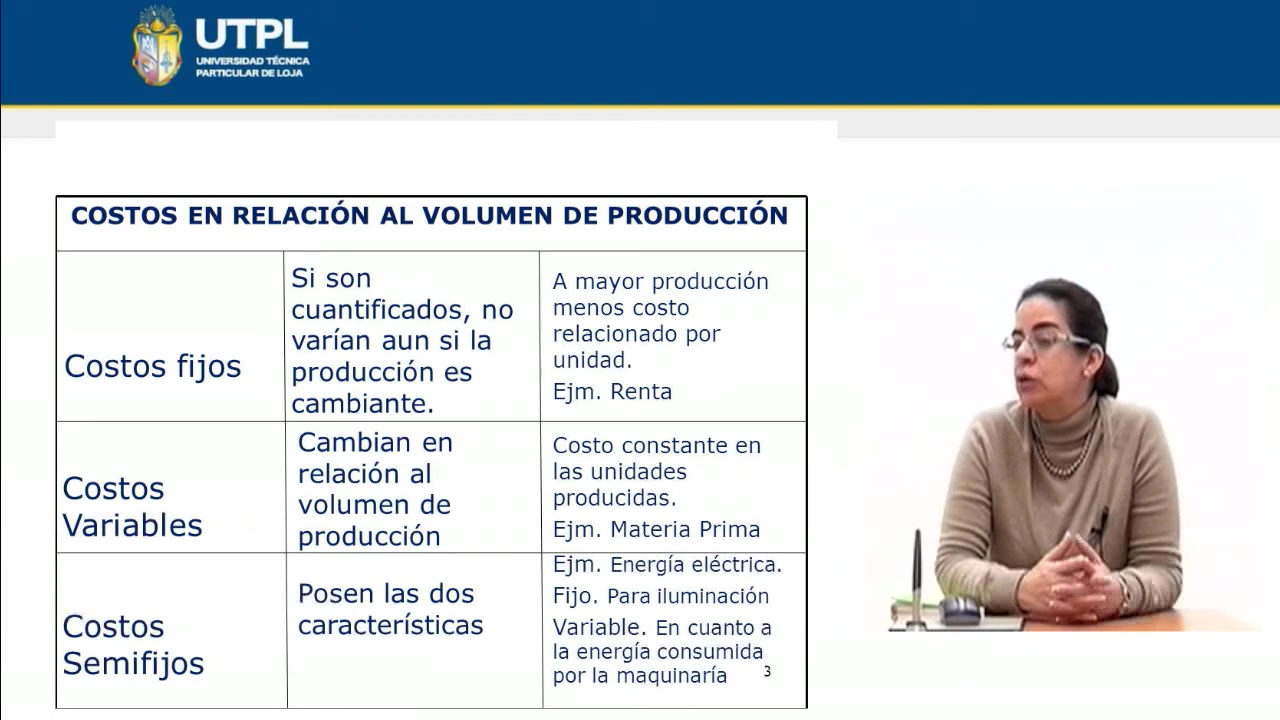 UTPL
UNIVERSIDAD TÉCNICA
PARTICULAR DE LOJA
COSTOS EN RELACIÓN AL VOLUMEN DE PRODUCCIÓN
Costos fijos
Si son
cuantificados, no
varían aun si la
producción es
cambiante.
A mayor producción
menos costo
relacionado por
unidad.
Ejm. Renta
Costos
Variables
Cambian en
relación al
volumen de
producción
Costo constante en
las unidades
producidas.
Ejm. Materia Prima
Costos
Semifijos
Posen las dos
características
Ejm. Energía eléctrica.
Fijo. Para iluminación
Variable. En cuanto a
la energía consumida
por la maquinaría
3